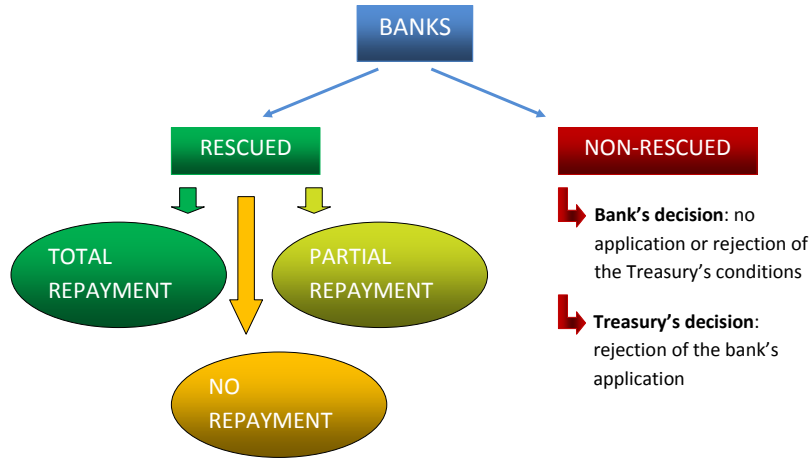 BANKS
RESCUED
NON-RESCUED
TOTAL
REPAYMENT
PARTIAL
REPAYMENT
NO
REPAYMENT
Bank's decision: no
application or rejection of
the Treasury's conditions
Treasury's decision:
rejection of the bank's
application